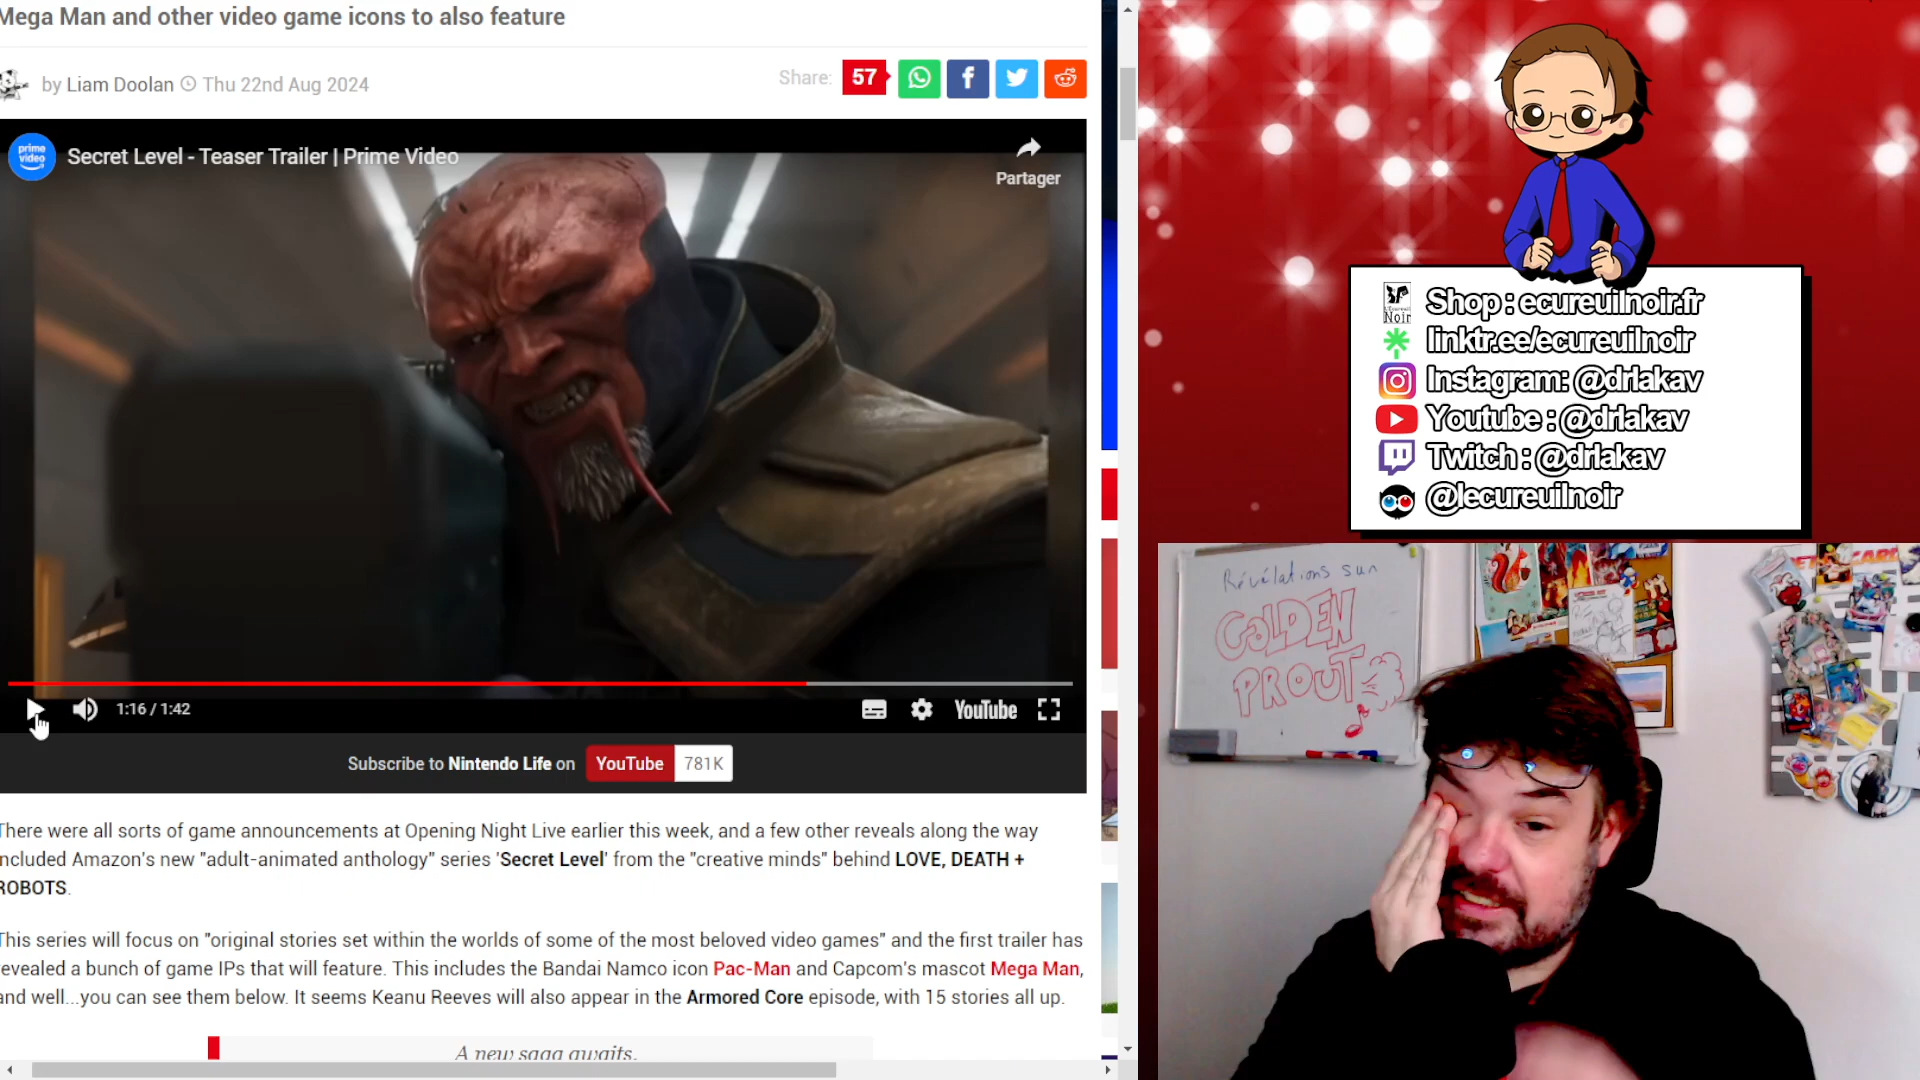 Mega Man and other video game icons to also feature
by Liam Doolan Thu 22nd Aug 2024
Share: 57
prime video
Secret Level - Teaser Trailer | Prime Video
Partager
1:16 / 1:42
YouTube
Subscribe to Nintendo Life on YouTube 781K
There were all sorts of game announcements at Opening Night Live earlier this week, and a few other reveals along the way
included Amazon's new "adult-animated anthology" series 'Secret Level' from the "creative minds" behind LOVE, DEATH +
ROBOTS.
This series will focus on "original stories set within the worlds of some of the most beloved video games" and the first trailer has
revealed a bunch of game IPs that will feature. This includes the Bandai Namco icon Pac-Man and Capcom's mascot Mega Man,
and well...you can see them below. It seems Keanu Reeves will also appear in the Armored Core episode, with 15 stories all up.
A new saga awaits.
Shop : ecureuilnoir.fr
linktr.ee/ecureuilnoir
Instagram: @drlakav
Youtube : @drlakav
Twitch : @drlakav
@lecureuilnoir
Révélations sur
GOLDEN
PROUT